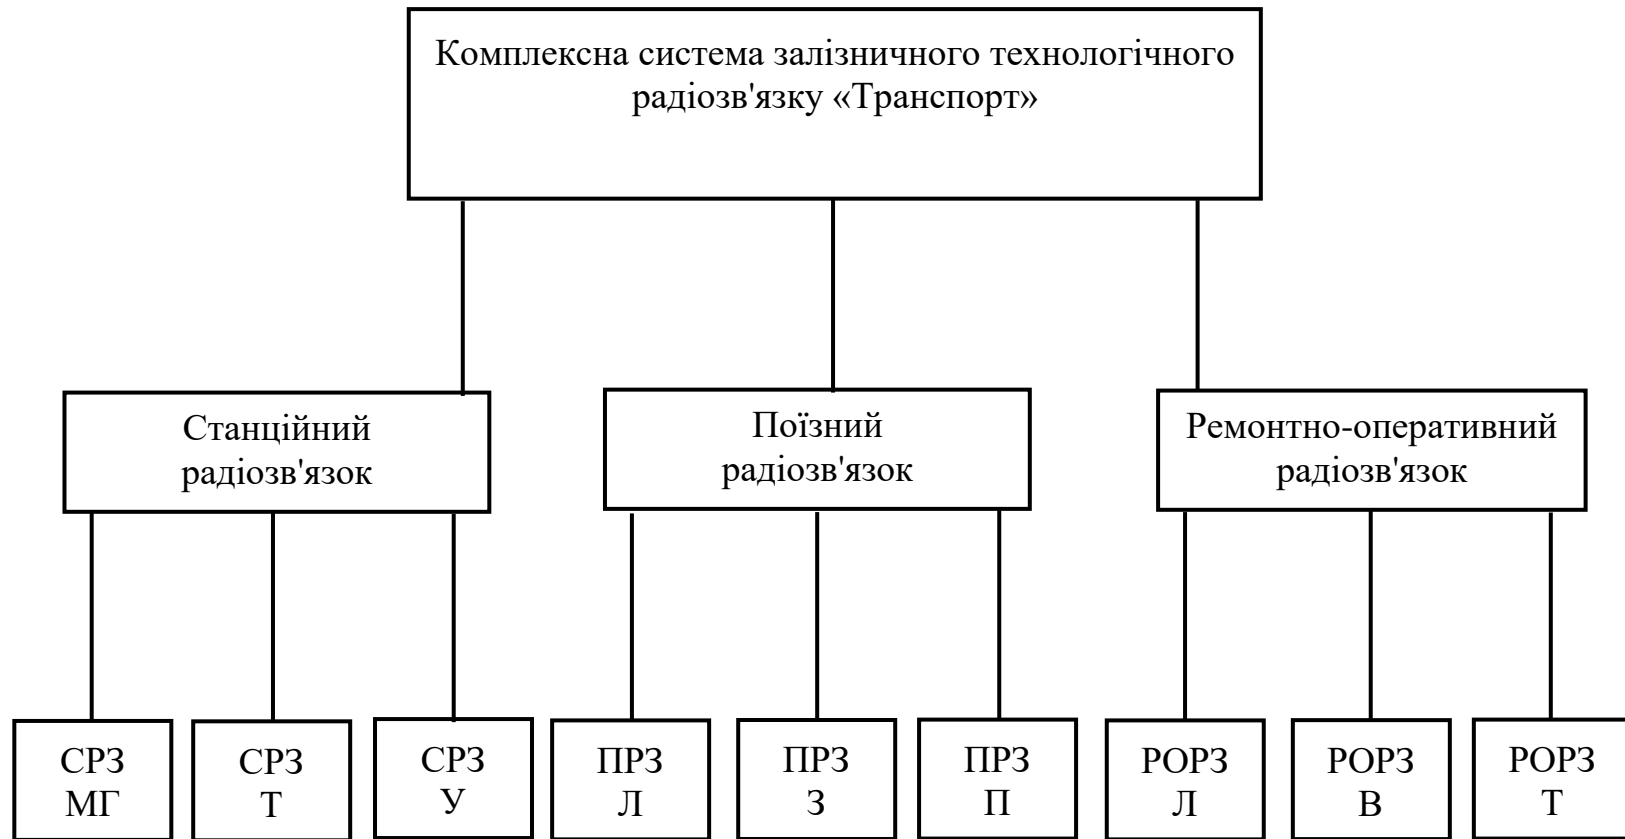 Комплексна система залізничного технологічного
радіозв'язку «Транспорт»
Станційний
радіозв'язок
Поїзний
радіозв'язок
Ремонтно-оперативний
радіозв'язок
СРЗ
МГ
СРЗ
Т
СРЗ
У
ПРЗ
Л
ПРЗ
З
ПРЗ
П
РОРЗ
Л
РОРЗ
В
РОРЗ
Т